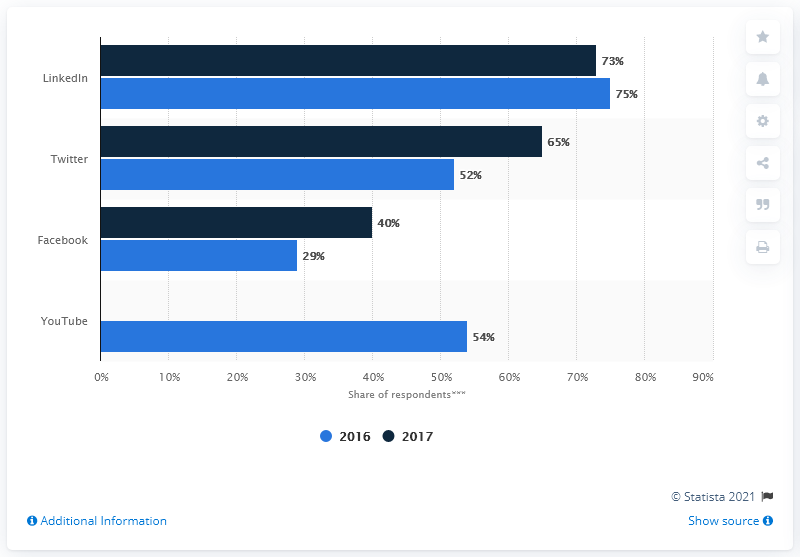 LinkedIn
73%
75%
Twitter
65%
52%
Facebook
40%
29%
YouTube
54%
0% 10% 20% 30% 40% 50% 60% 70% 80% 90%
Share of respondents***
2016 2017
© Statista 2021
Additional Information Show source